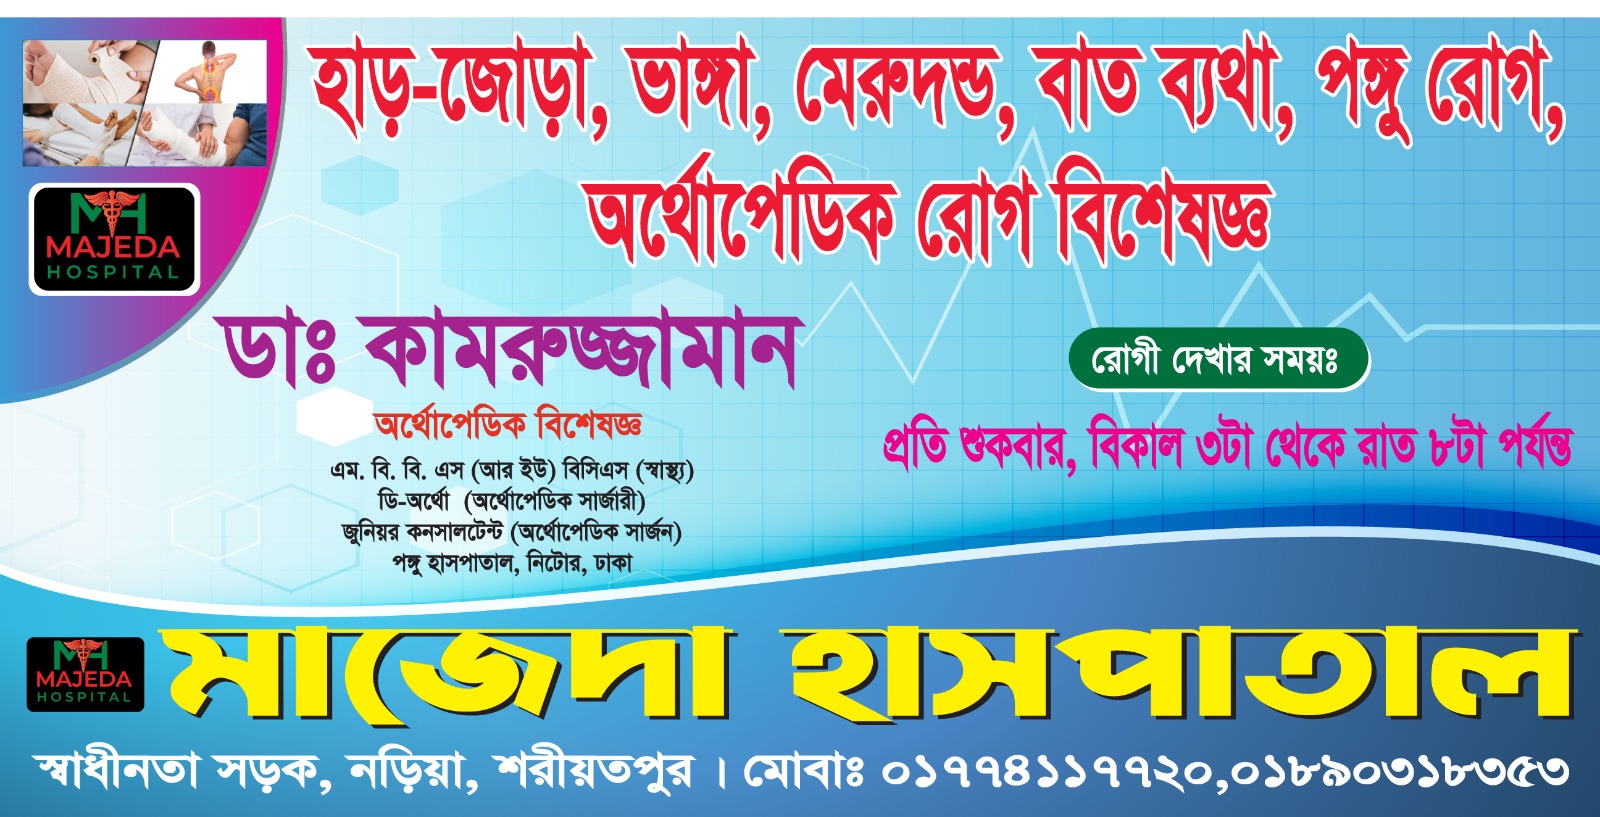 হাড়-জোড়া, ভাঙ্গা, মেরুদন্ড, বাত ব্যথা, পঙ্গু রোগ,
অর্থোপেডিক রোগ বিশেষজ্ঞ
MH
MAJEDA
HOSPITAL
ডাঃ কামরুজ্জামান
অর্থোপেডিক বিশেষজ্ঞ
এম. বি. বি. এস (আর ইউ) বিসিএস (স্বাস্থ্য)
ডি-অর্থো (অর্থোপেডিক সার্জারী)
জুনিয়র কনসালটেন্ট (অর্থোপেডিক সার্জন)
পঙ্গু হাসপাতাল, নিটোর, ঢাকা
রোগী দেখার সময়ঃ
প্রতি শুকবার, বিকাল ৩টা থেকে রাত ৮টা পর্যন্ত
MH
MAJEDA
HOSPITAL
মাজেদা হাসপাতাল
স্বাধীনতা সড়ক, নড়িয়া, শরীয়তপুর । মোবাঃ ০১৭৭৪১১৭৭২০,০১৮৯০৩১৮৩৫৩